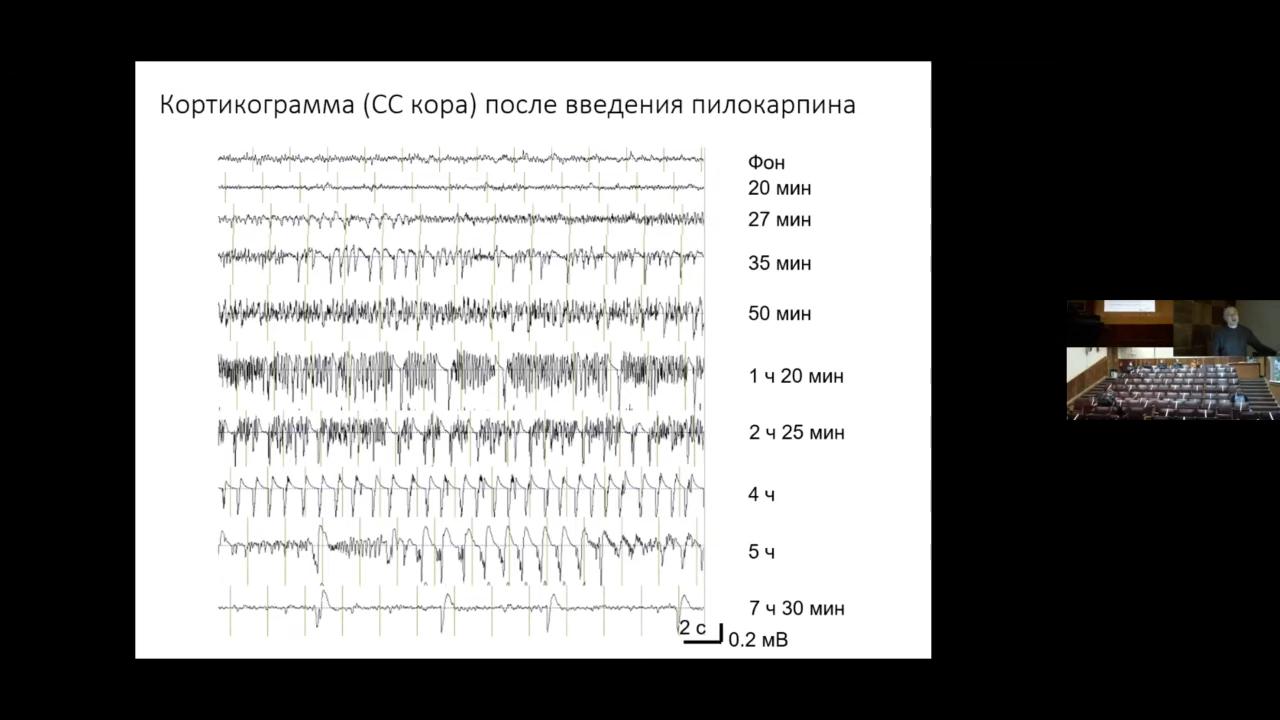 Кортикограмма (СС кора) после введения пилокарпина
Фон
20 мин
27 мин
35 мин
50 мин
1 ч 20 мин
2 ч 25 мин
4 ч
5 ч
7 ч 30 мин
2 с
0.2 мВ